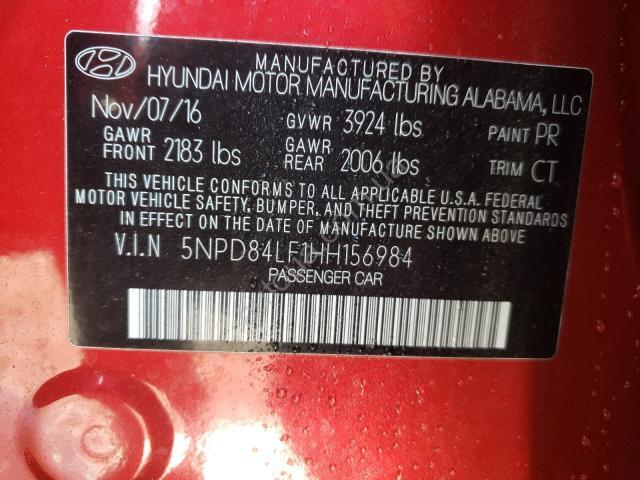 MANUFACTURED BY
HYUNDAI MOTOR MANUFACTURING ALABAMA, LLC
Nov/07/16 GVWR 3924 lbs PAINT PR
GAWR FRONT 2183 lbs GAWR REAR 2006 lbs TRIM CT
THIS VEHICLE CONFORMS TO ALL APPLICABLE U.S.A. FEDERAL
MOTOR VEHICLE SAFETY, BUMPER, AND THEFT PREVENTION STANDARDS
IN EFFECT ON THE DATE OF MANUFACTURE SHOWN ABOVE.
V.I.N 5NPD84LF1HH156984
PASSENGER CAR